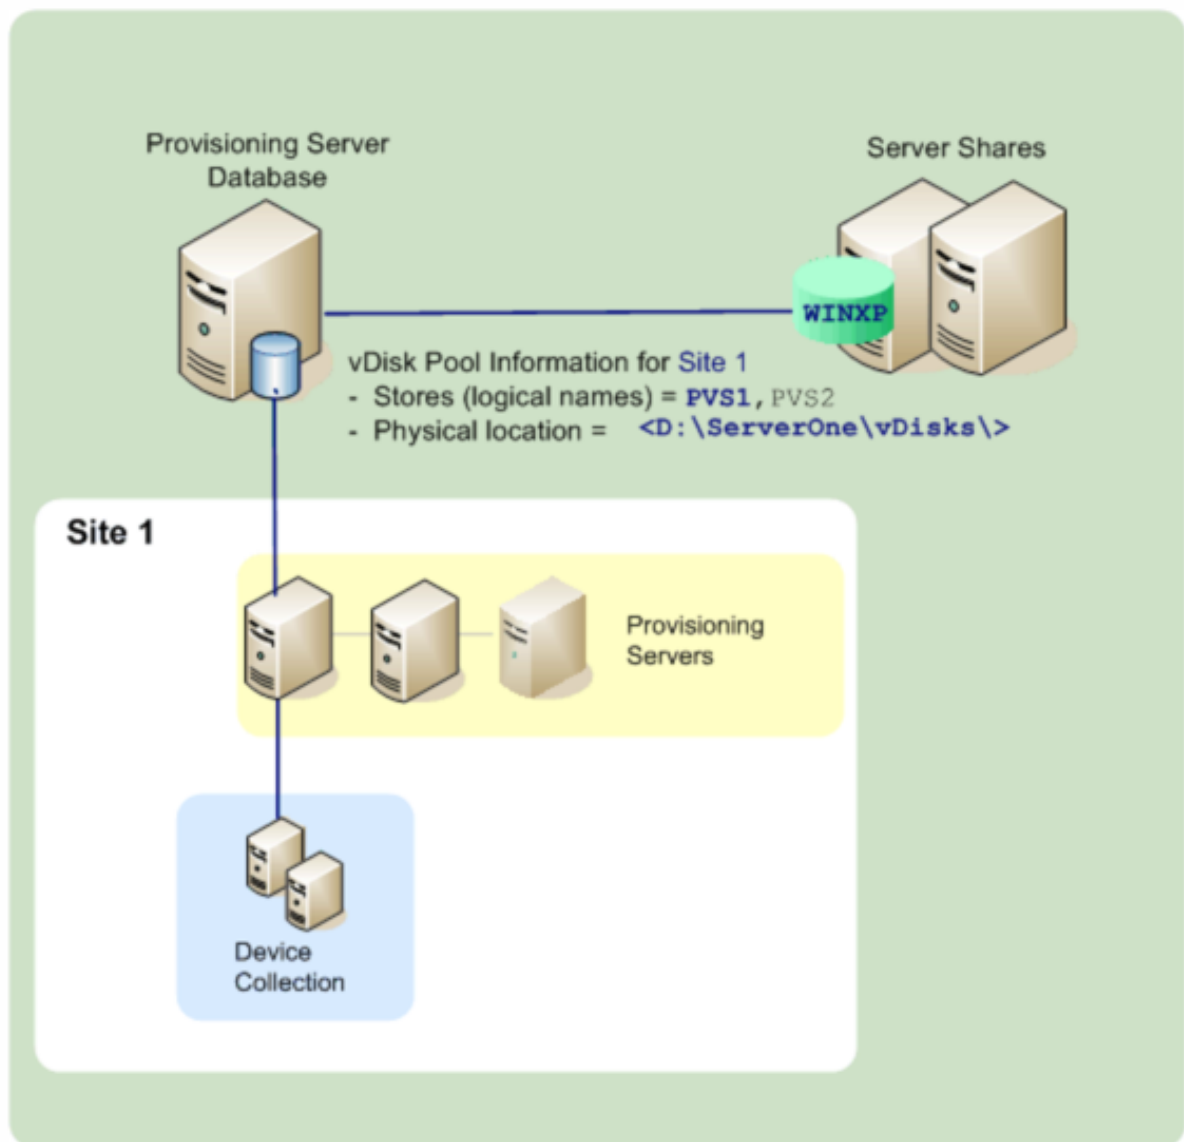 Provisioning Server
Database
Server Shares
WINXP
vDisk Pool Information for Site 1
- Stores (logical names) = PVS1, PVS2
- Physical location = <D:\ServerOne\vDisks\>
Site 1
Provisioning
Servers
Device
Collection